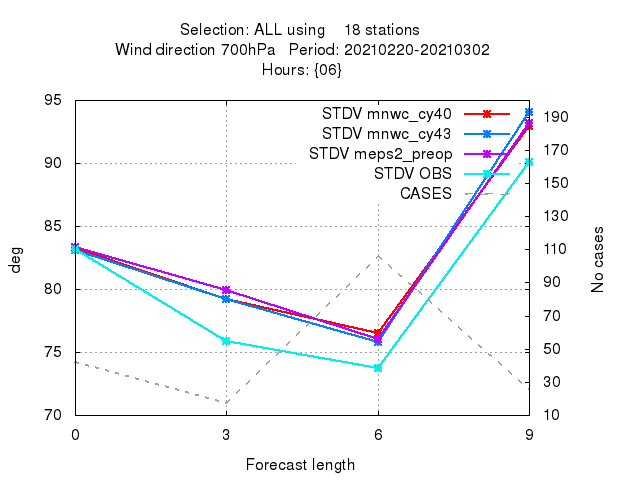 Selection: ALL using    18 stations
Wind direction 700hPa   Period: 20210220-20210302
Hours: {06}
STDV mnwc_cy40
STDV mnwc_cy43
STDV meps2_preop
STDV OBS
CASES
95
90
85
80
75
70
deg
190
170
150
130
110
90
70
50
30
10
No cases
0
3
6
9
Forecast length